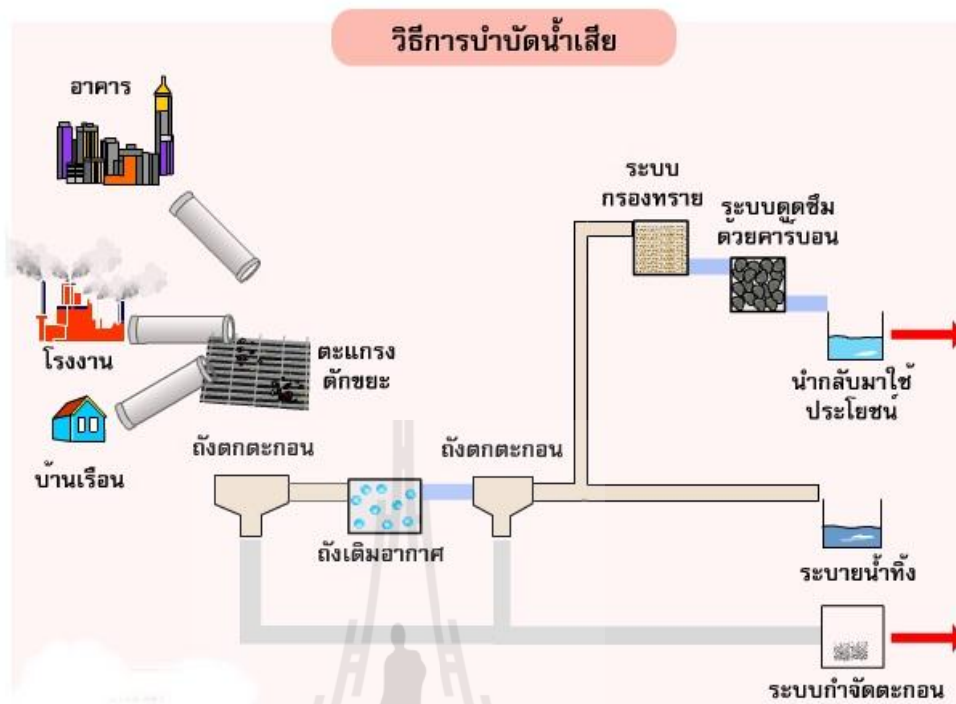 วิธีการบำบัดน้ำเสีย
อาคาร
โรงงาน
บ้านเรือน
ตะแกรง
ดักขยะ
ถังตกตะกอน
ถังเติมอากาศ
ถังตกตะกอน
ระบบ
กรองทราย
ระบบดูดซึม
ด้วยคาร์บอน
นำกลับมาใช้
ประโยชน์
ระบายน้ำทิ้ง
ระบบกำจัดตะกอน